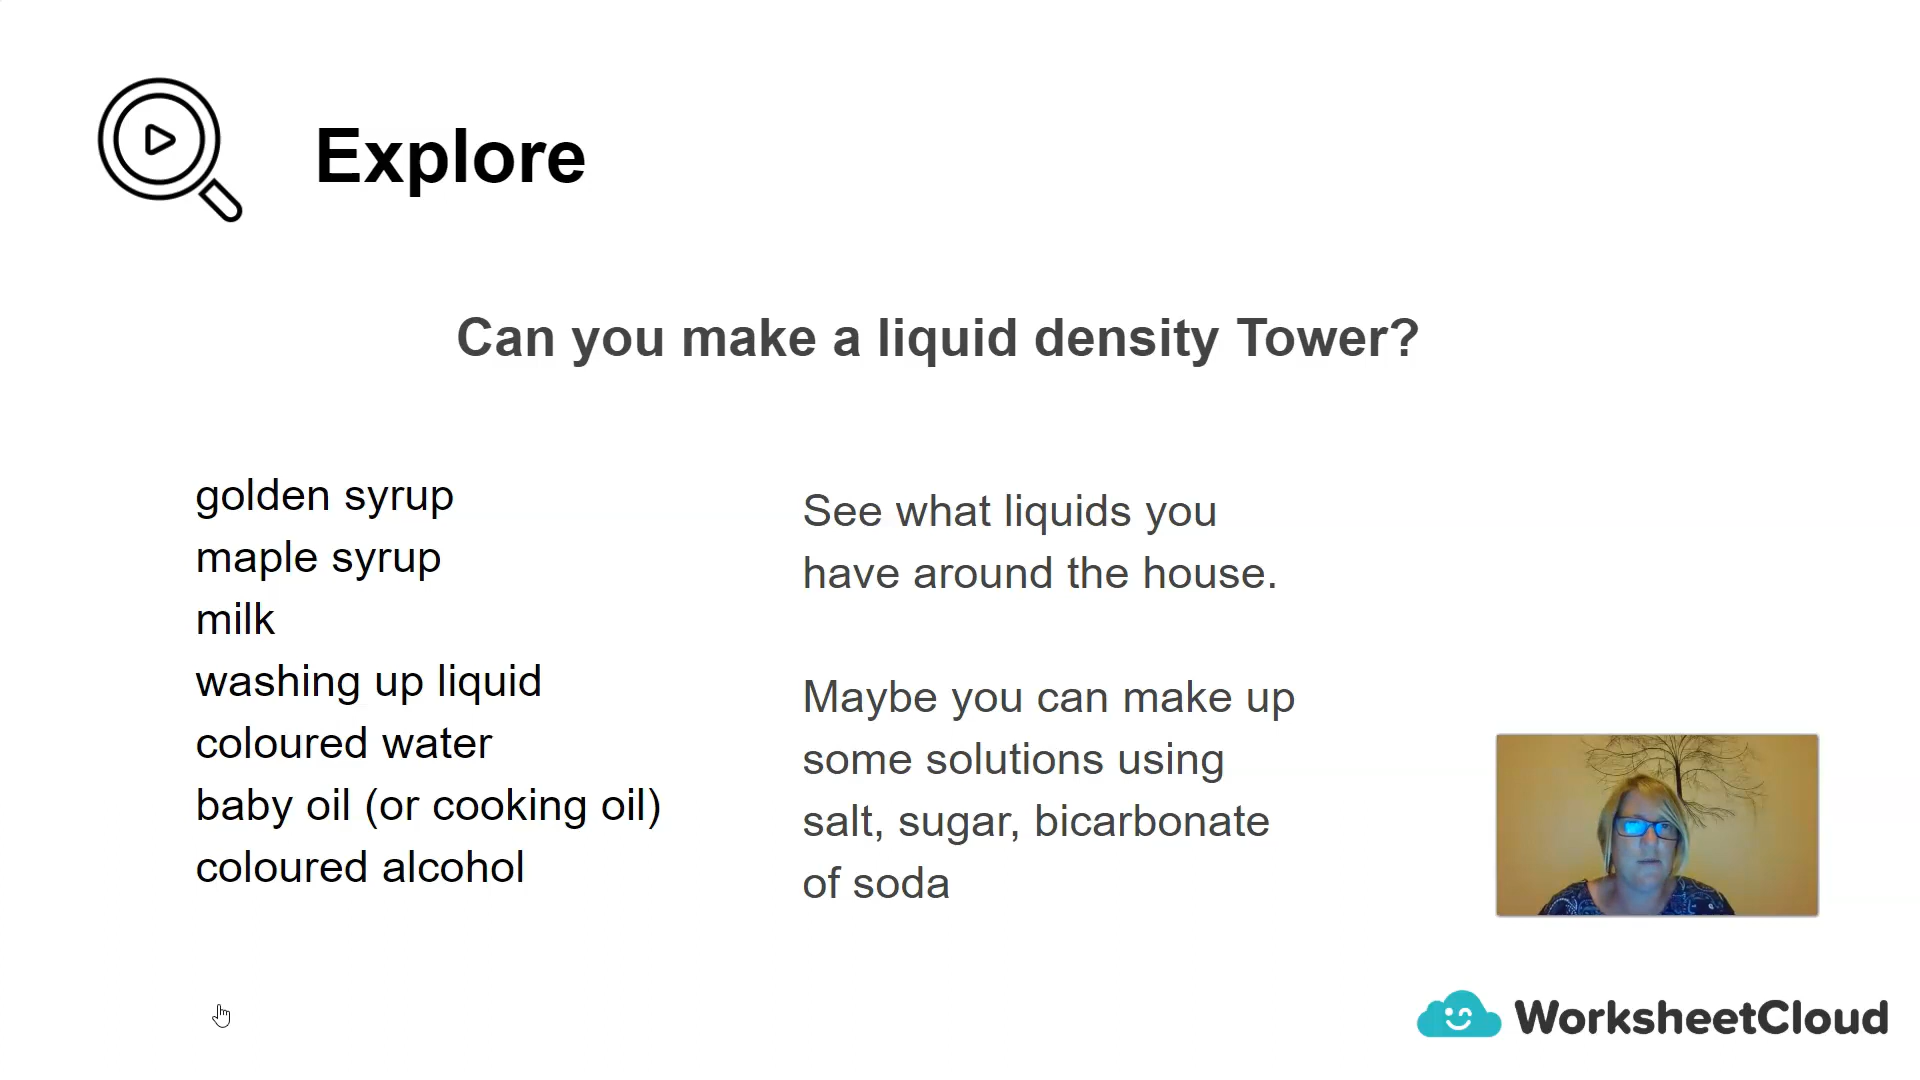 Explore
Can you make a liquid density Tower?
golden syrup
maple syrup
milk
washing up liquid
coloured water
baby oil (or cooking oil)
coloured alcohol
See what liquids you
have around the house.
Maybe you can make up
some solutions using
salt, sugar, bicarbonate
of soda
WorksheetCloud